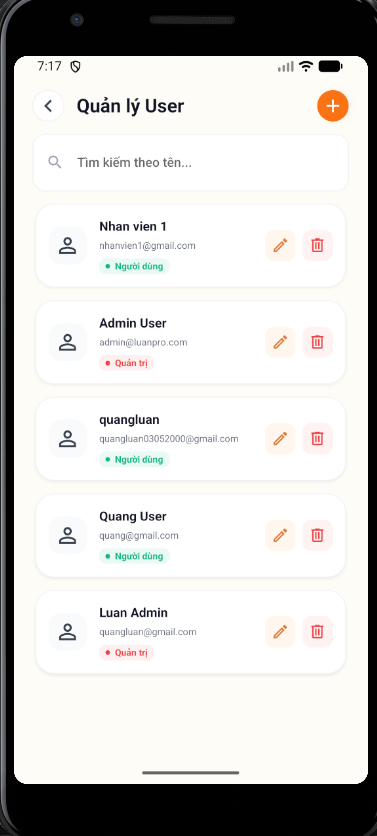 7:17
Quản lý User
Tìm kiếm theo tên...
Nhan vien 1
nhanvien1@gmail.com
Người dùng
Admin User
admin@luanpro.com
Quản trị
quangluan
quangluan03052000@gmail.com
Người dùng
Quang User
quang@gmail.com
Người dùng
Luan Admin
quangluan@gmail.com
Quản trị